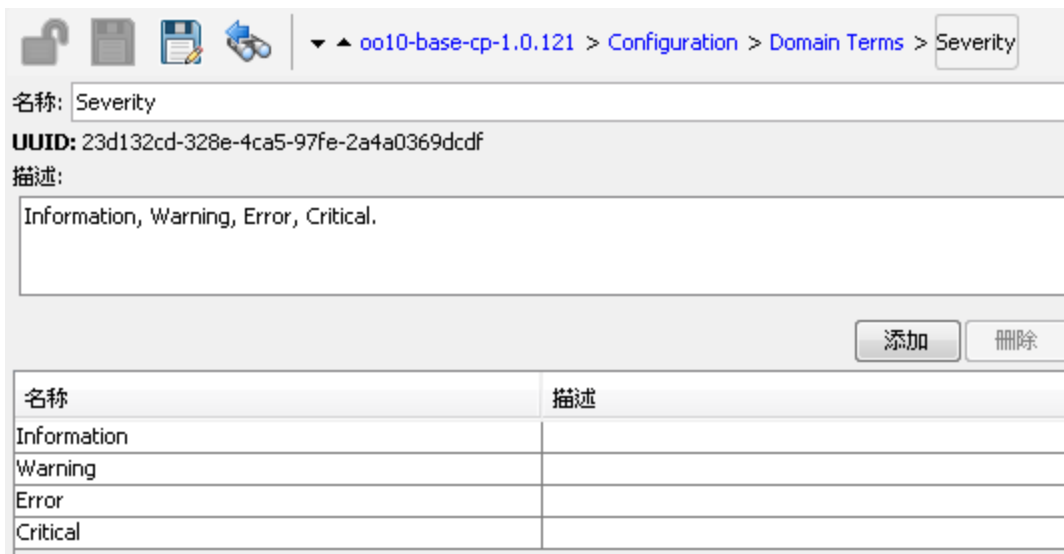 oo10-base-cp-1.0.121 > Configuration > Domain Terms > Severity
名称: Severity
UUID: 23d132cd-328e-4ca5-97fe-2a4a0369dcdf
描述:
Information, Warning, Error, Critical.
添加 删除
名称 描述
Information
Warning
Error
Critical